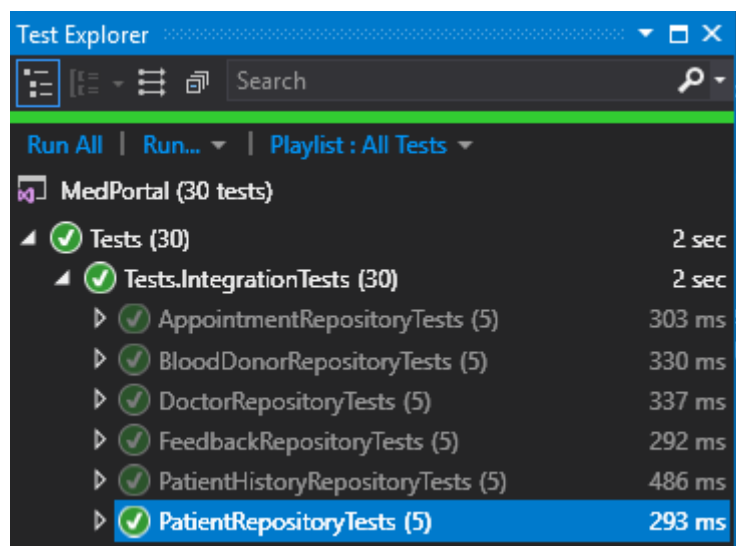 Test Explorer
Search
Run All | Run... | Playlist : All Tests
MedPortal (30 tests)
Tests (30) 2 sec
Tests.IntegrationTests (30) 2 sec
AppointmentRepositoryTests (5) 303 ms
BloodDonorRepositoryTests (5) 330 ms
DoctorRepositoryTests (5) 337 ms
FeedbackRepositoryTests (5) 292 ms
PatientHistoryRepositoryTests (5) 486 ms
PatientRepositoryTests (5) 293 ms